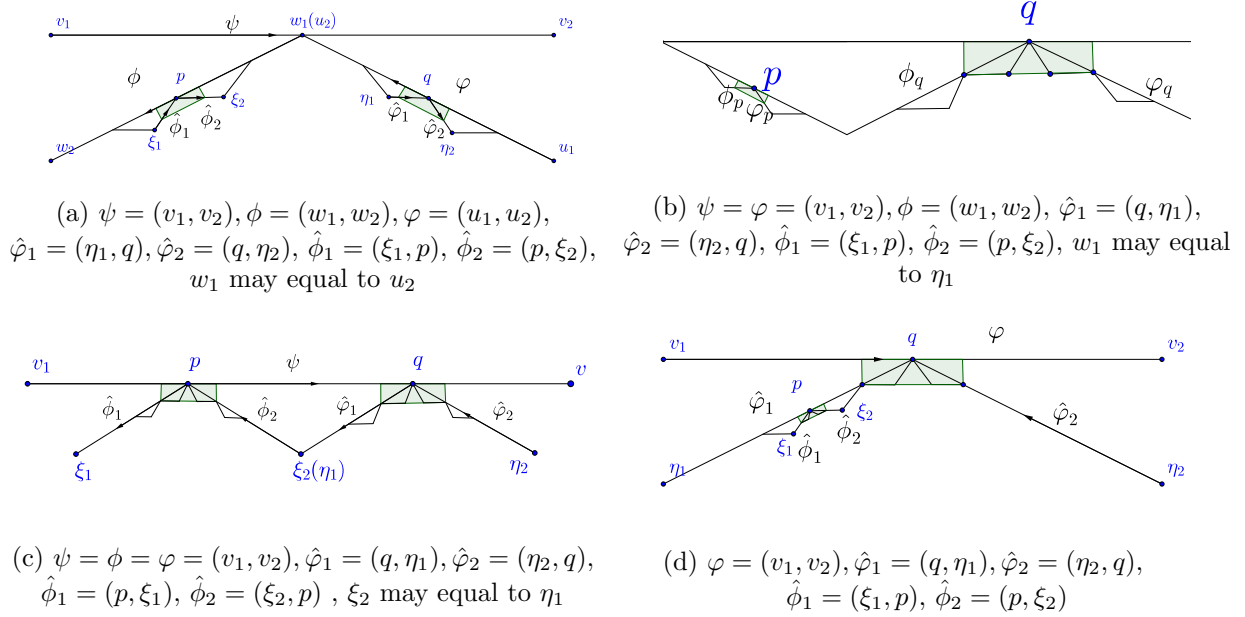 v₁ ψ w₁(u₂) v₂
ϕ p q φ
ξ₂ η₁ φ̂₁
ϕ̂₁ ϕ̂₂ φ̂₂
w₂ ξ₁ η₂ u₁
(a) ψ = (v₁, v₂), ϕ = (w₁, w₂), φ = (u₁, u₂),
φ̂₁ = (η₁, q), φ̂₂ = (q, η₂), ϕ̂₁ = (ξ₁, p), ϕ̂₂ = (p, ξ₂),
w₁ may equal to u₂
q
p ϕ_q φ_q
ϕ_p φ_p
(b) ψ = φ = (v₁, v₂), ϕ = (w₁, w₂), φ̂₁ = (q, η₁),
φ̂₂ = (η₂, q), ϕ̂₁ = (ξ₁, p), ϕ̂₂ = (p, ξ₂), w₁ may equal
to η₁
v₁ p ψ q v
ϕ̂₁ ϕ̂₂ φ̂₁ φ̂₂
ξ₁ ξ₂(η₁) η₂
(c) ψ = ϕ = φ = (v₁, v₂), φ̂₁ = (q, η₁), φ̂₂ = (η₂, q),
ϕ̂₁ = (p, ξ₁), ϕ̂₂ = (ξ₂, p) , ξ₂ may equal to η₁
v₁ q φ v₂
φ̂₁ p ξ₂ φ̂₂
η₁ ξ₁ ϕ̂₁ ϕ̂₂ η₂
(d) φ = (v₁, v₂), φ̂₁ = (q, η₁), φ̂₂ = (η₂, q),
ϕ̂₁ = (ξ₁, p), ϕ̂₂ = (p, ξ₂)